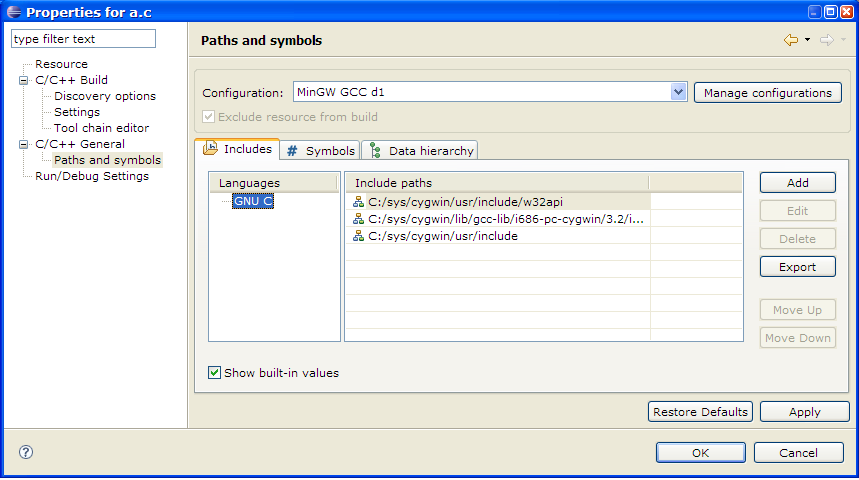 Properties for a.c
type filter text
Resource
C/C++ Build
Discovery options
Settings
Tool chain editor
C/C++ General
Paths and symbols
Run/Debug Settings
Paths and symbols
Configuration: MinGW GCC d1 Manage configurations
Exclude resource from build
Includes # Symbols Data hierarchy
Languages
GNU C
Include paths
C:/sys/cygwin/usr/include/w32api
C:/sys/cygwin/lib/gcc-lib/i686-pc-cygwin/3.2/i...
C:/sys/cygwin/usr/include
Add
Edit
Delete
Export
Move Up
Move Down
Show built-in values
Restore Defaults Apply
? OK Cancel